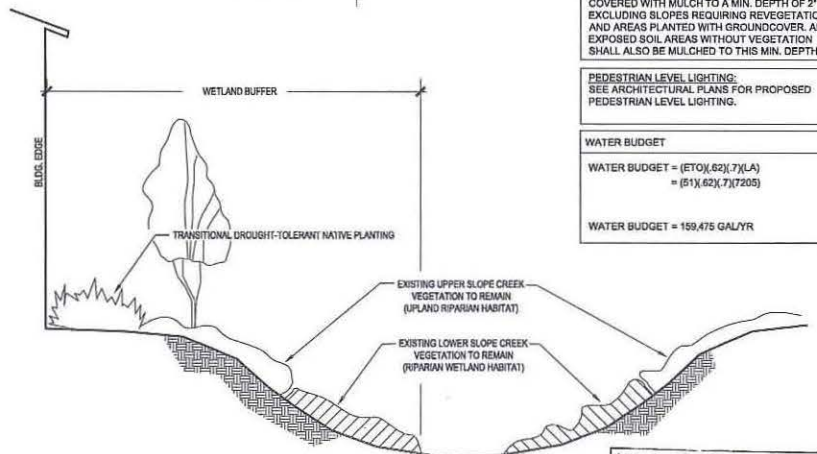 COVERED WITH MULCH TO A MIN. DEPTH OF 2"
EXCLUDING SLOPES REQUIRING REVEGETATIO
AND AREAS PLANTED WITH GROUNDCOVER. A
EXPOSED SOIL AREAS WITHOUT VEGETATION
SHALL ALSO BE MULCHED TO THIS MIN. DEPTH
PEDESTRIAN LEVEL LIGHTING:
SEE ARCHITECTURAL PLANS FOR PROPOSED
PEDESTRIAN LEVEL LIGHTING.
WATER BUDGET
WATER BUDGET = (ETO)(.62)(.7)(LA)
= (51)(.62)(.7)(7205)
WATER BUDGET = 159,475 GAL/YR
WETLAND BUFFER
BLDG. EDGE
TRANSITIONAL DROUGHT-TOLERANT NATIVE PLANTING
EXISTING UPPER SLOPE CREEK
VEGETATION TO REMAIN
(UPLAND RIPARIAN HABITAT)
EXISTING LOWER SLOPE CREEK
VEGETATION TO REMAIN
(RIPARIAN WETLAND HABITAT)